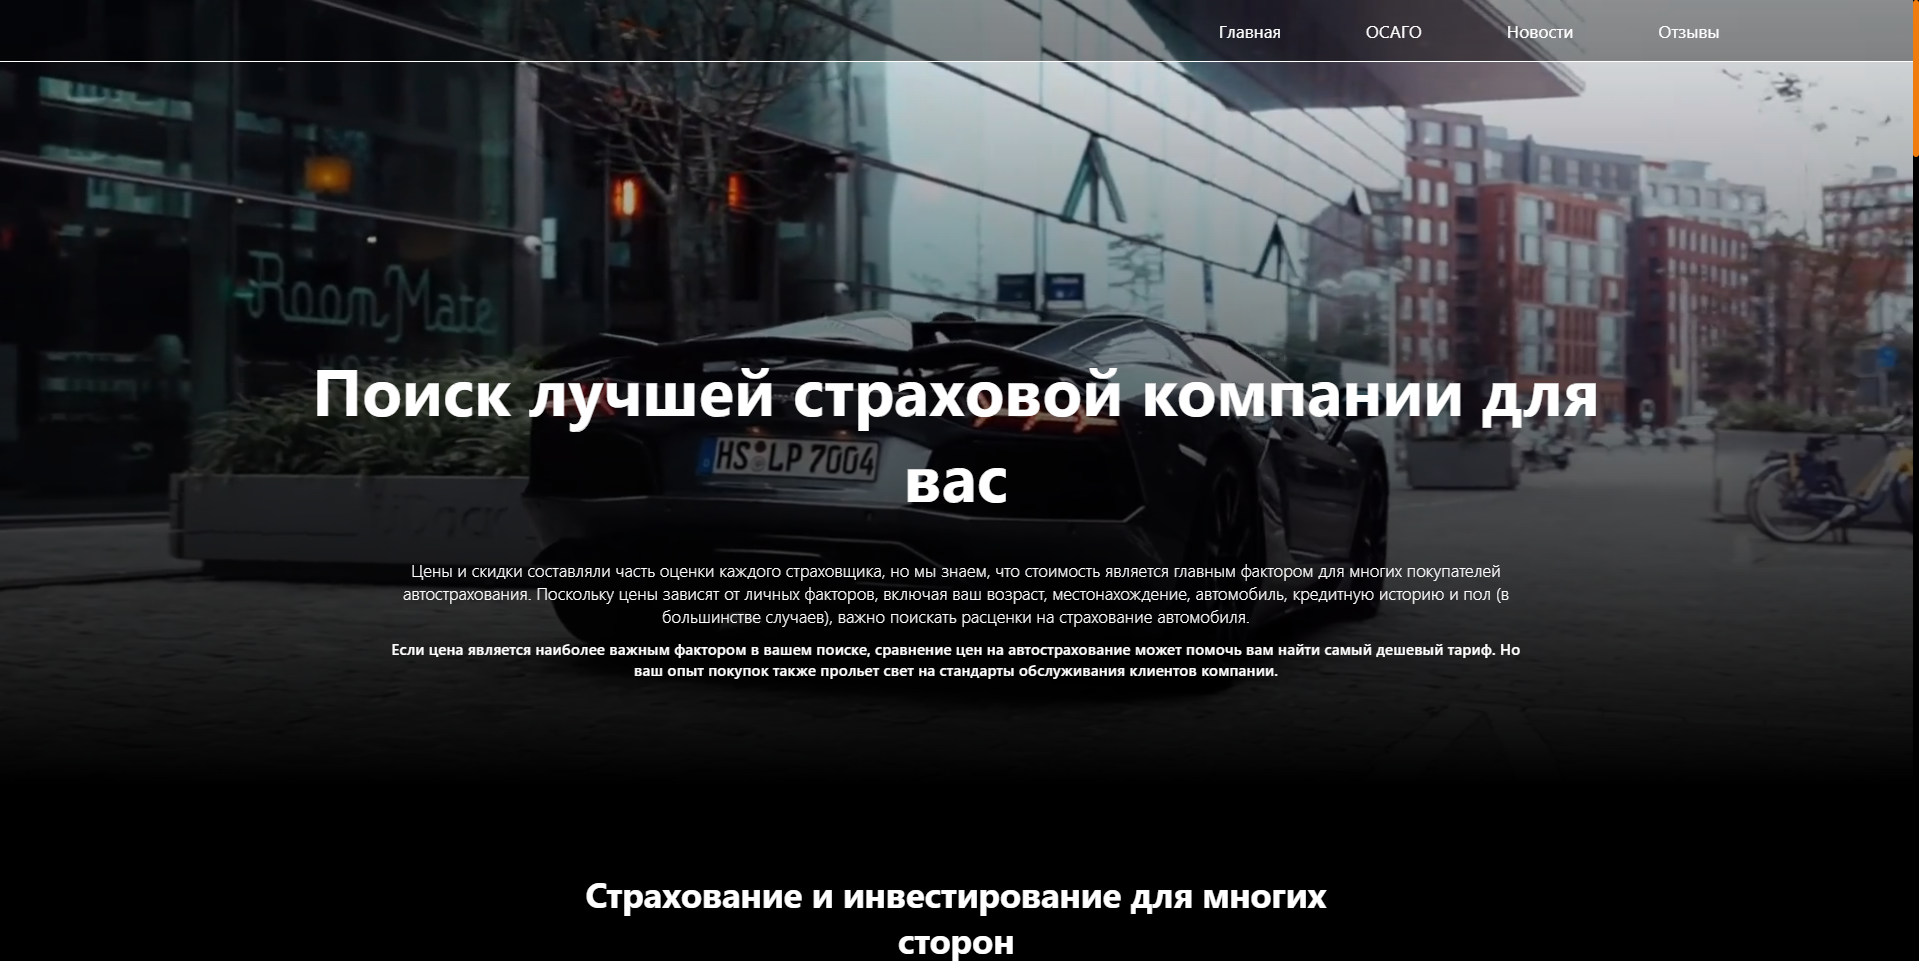 Главная ОСАГО Новости Отзывы
Room Mate
Поиск лучшей страховой компании для
вас
HS LP 7004
Цены и скидки составляли часть оценки каждого страховщика, но мы знаем, что стоимость является главным фактором для многих покупателей
автострахования. Поскольку цены зависят от личных факторов, включая ваш возраст, местонахождение, автомобиль, кредитную историю и пол (в
большинстве случаев), важно поискать расценки на страхование автомобиля.
Если цена является наиболее важным фактором в вашем поиске, сравнение цен на автострахование может помочь вам найти самый дешевый тариф. Но
ваш опыт покупок также прольет свет на стандарты обслуживания клиентов компании.
Страхование и инвестирование для многих
сторон